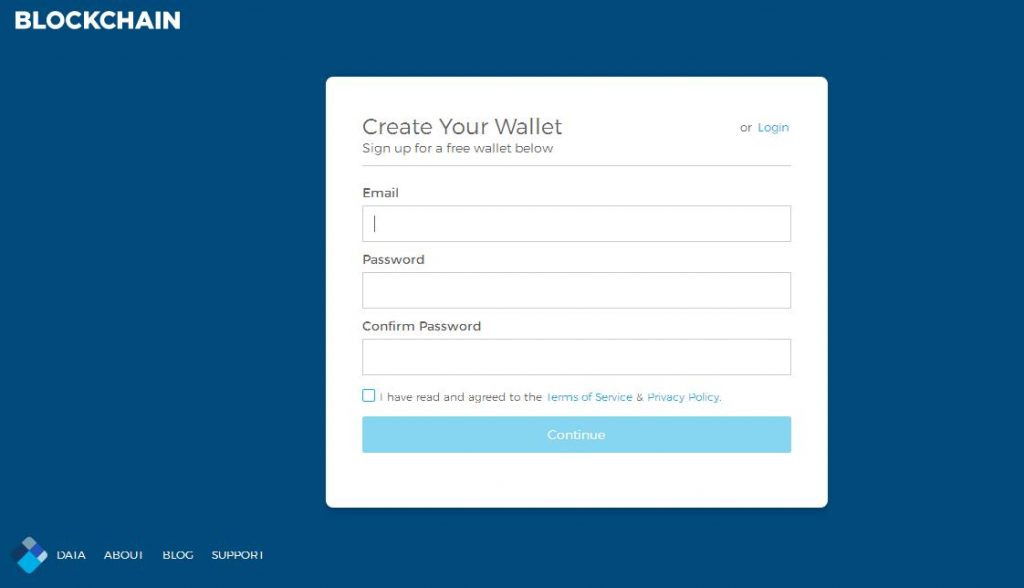 BLOCKCHAIN
Create Your Wallet
or Login
Sign up for a free wallet below
Email
Password
Confirm Password
I have read and agreed to the Terms of Service & Privacy Policy.
Continue
DATA ABOUT BLOG SUPPORT